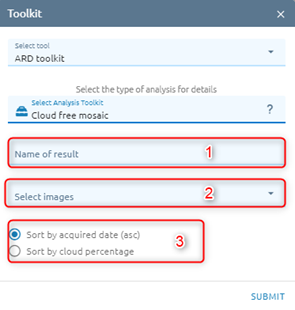 Toolkit
×
Select tool
ARD toolkit
Select the type of analysis for details
Select Analysis Toolkit
Cloud free mosaic
?
Name of result
1
Select images
2
Sort by acquired date (asc)
Sort by cloud percentage
3
SUBMIT